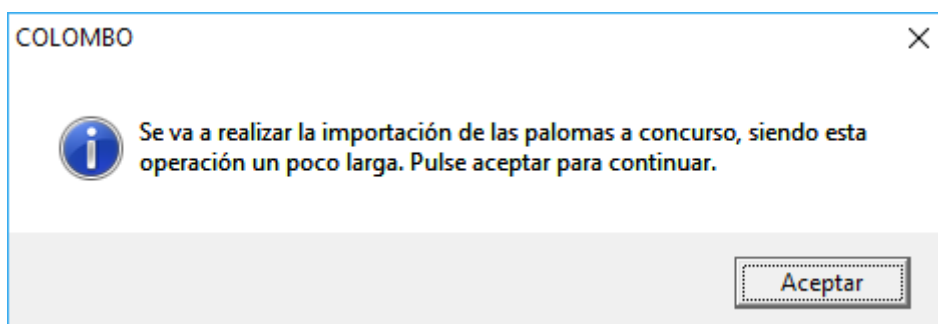 COLOMBO
Se va a realizar la importación de las palomas a concurso, siendo esta
operación un poco larga. Pulse aceptar para continuar.
Aceptar